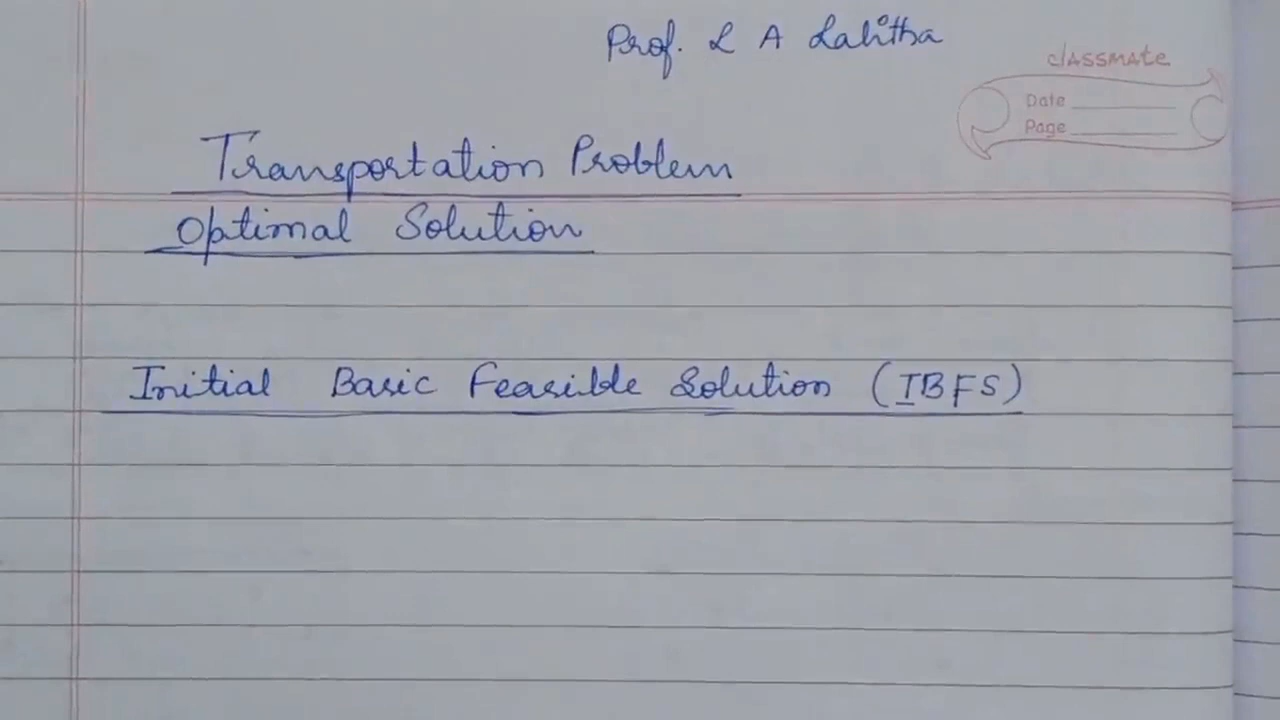 Prof. L A Lalitha
classmate
Date
Page
Transportation Problem
Optimal Solution
Initial Basic Feasible Solution (IBFS)